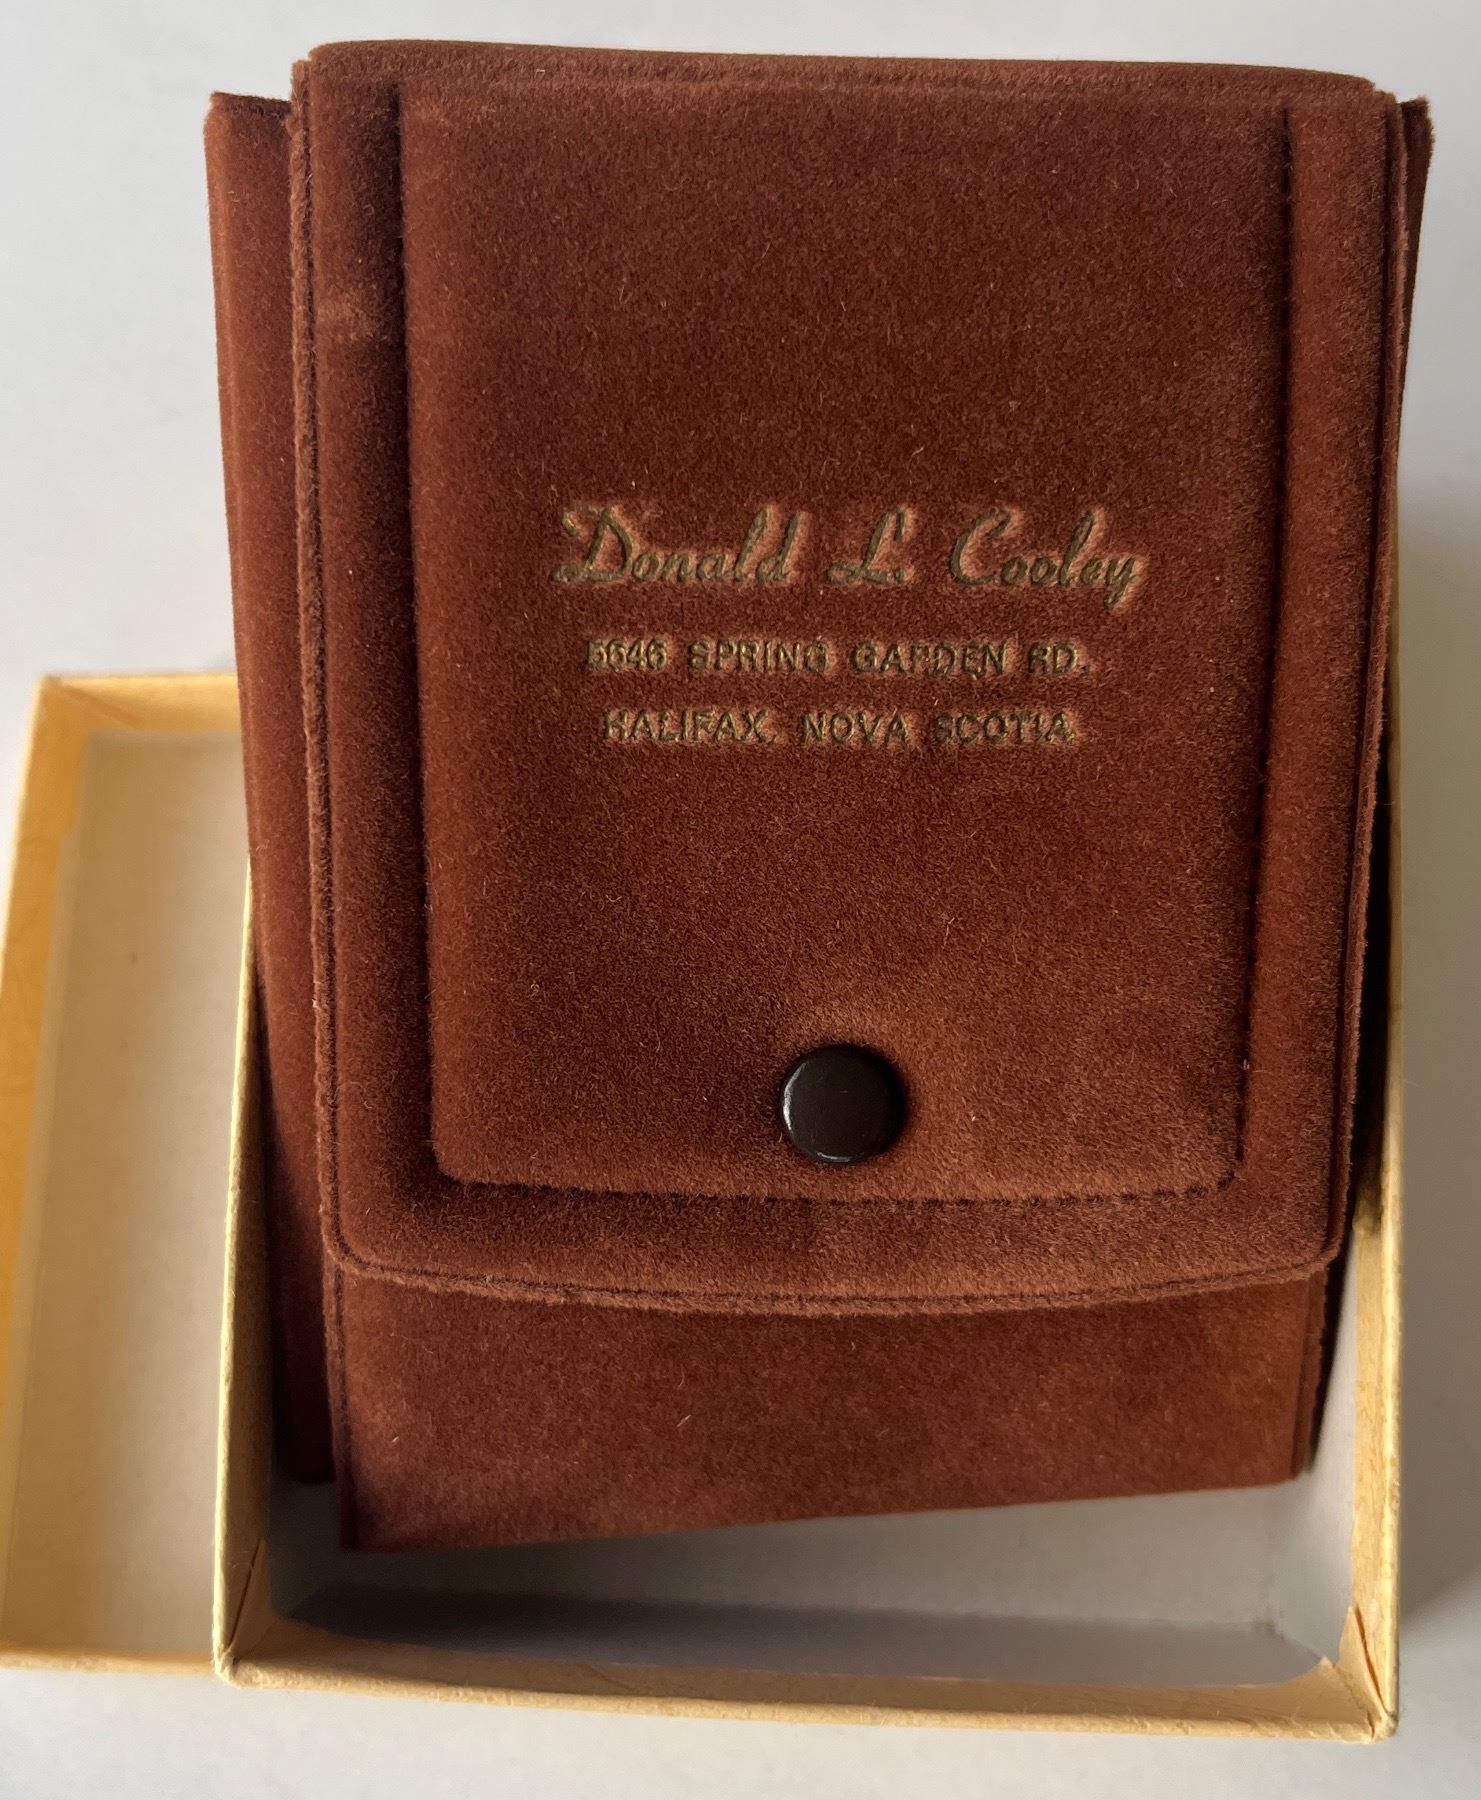 Donald L. Cooley
5646 SPRING GARDEN RD.
HALIFAX, NOVA SCOTIA